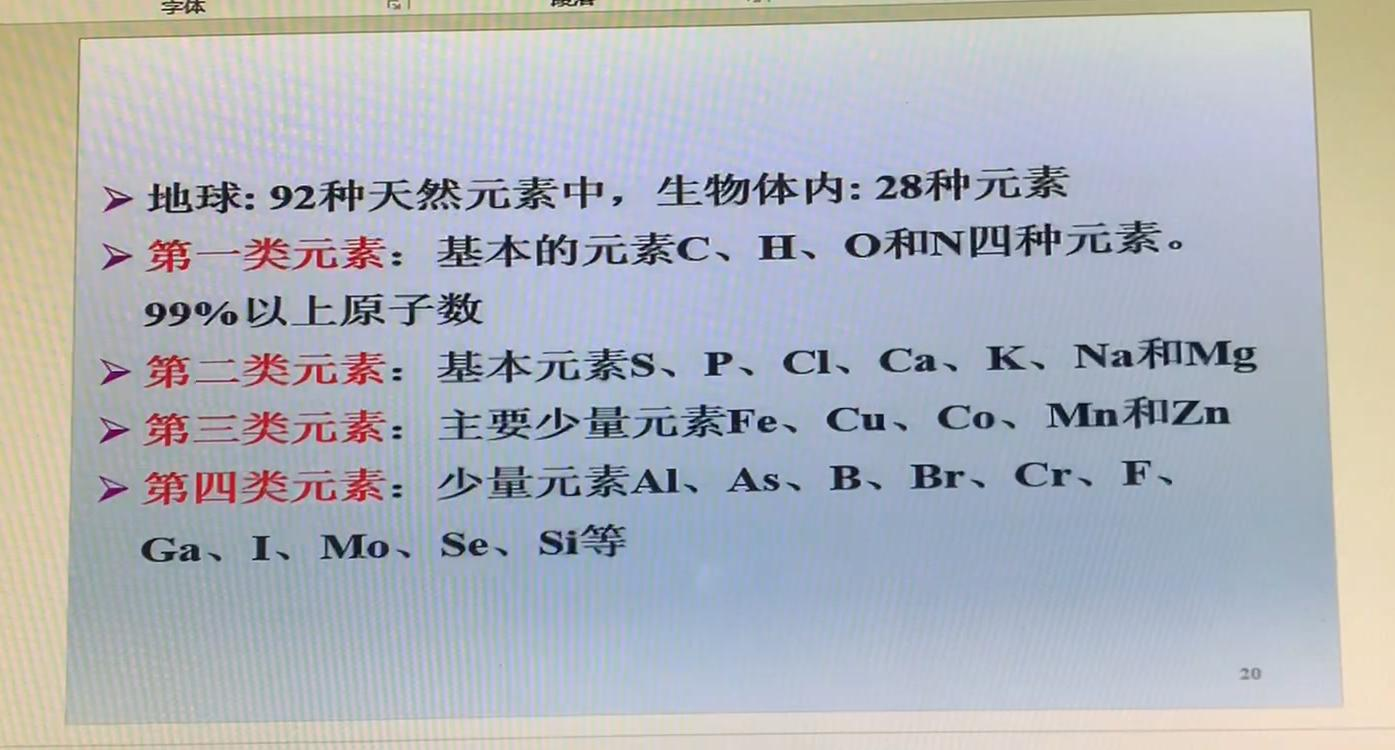 字体
段落
地球: 92种天然元素中，生物体内: 28种元素
第一类元素：基本的元素C、H、O和N四种元素。
99%以上原子数
第二类元素：基本元素S、P、Cl、Ca、K、Na和Mg
第三类元素：主要少量元素Fe、Cu、Co、Mn和Zn
第四类元素：少量元素Al、As、B、Br、Cr、F、
Ga、I、Mo、Se、Si等
20